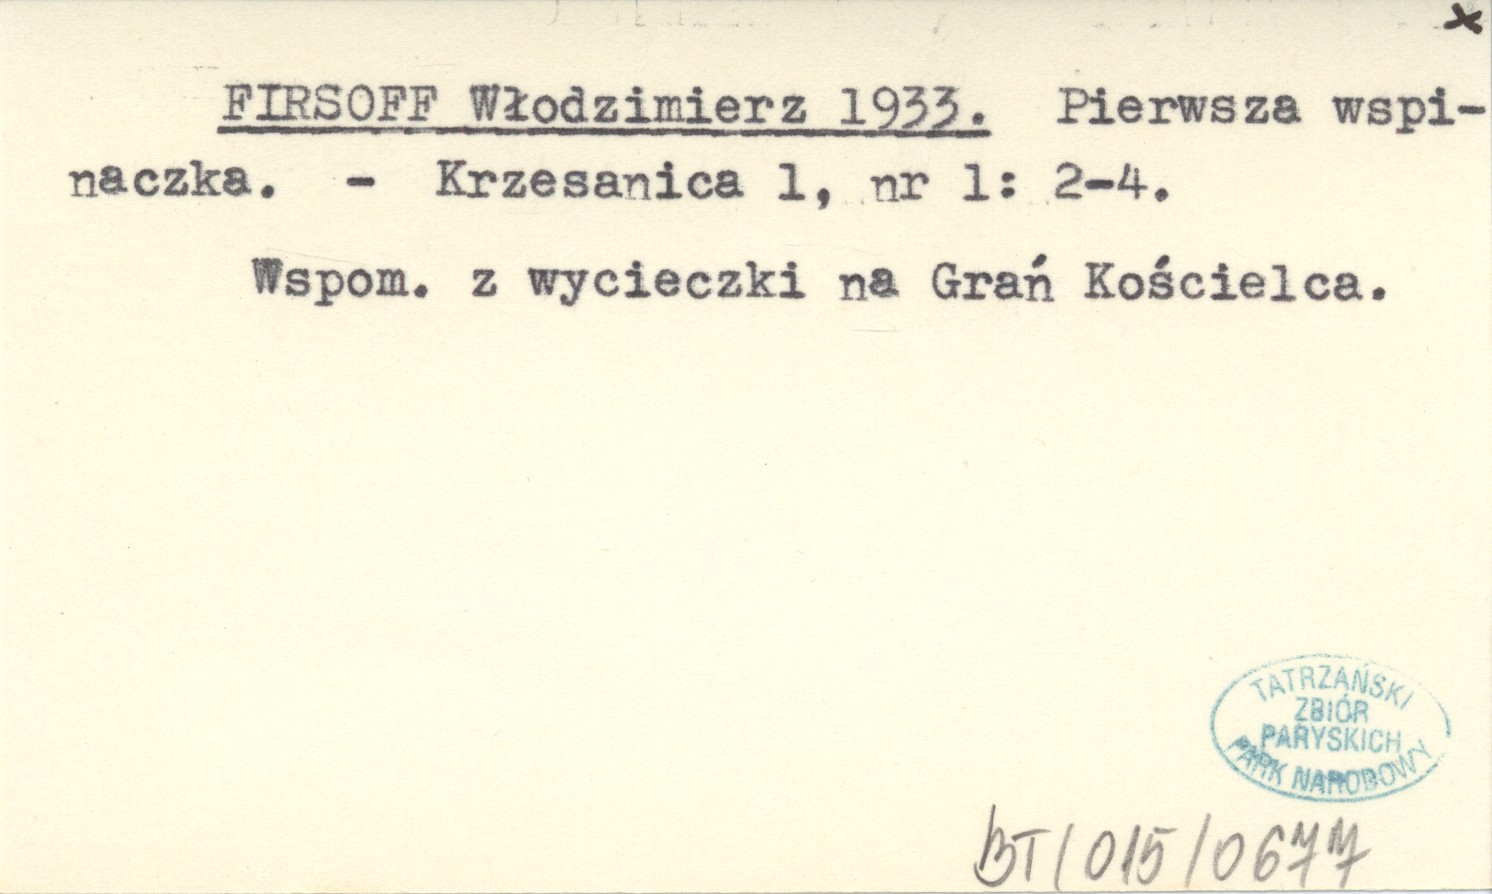 x
FIRSOFF Włodzimierz 1933. Pierwsza wspi-
naczka. - Krzesanica 1, nr 1: 2-4.
Wspom. z wycieczki na Grań Kościelca.
TATRZAŃSKI
ZBIÓR
PARYSKICH
PARK NARODOWY
BT/015/0677